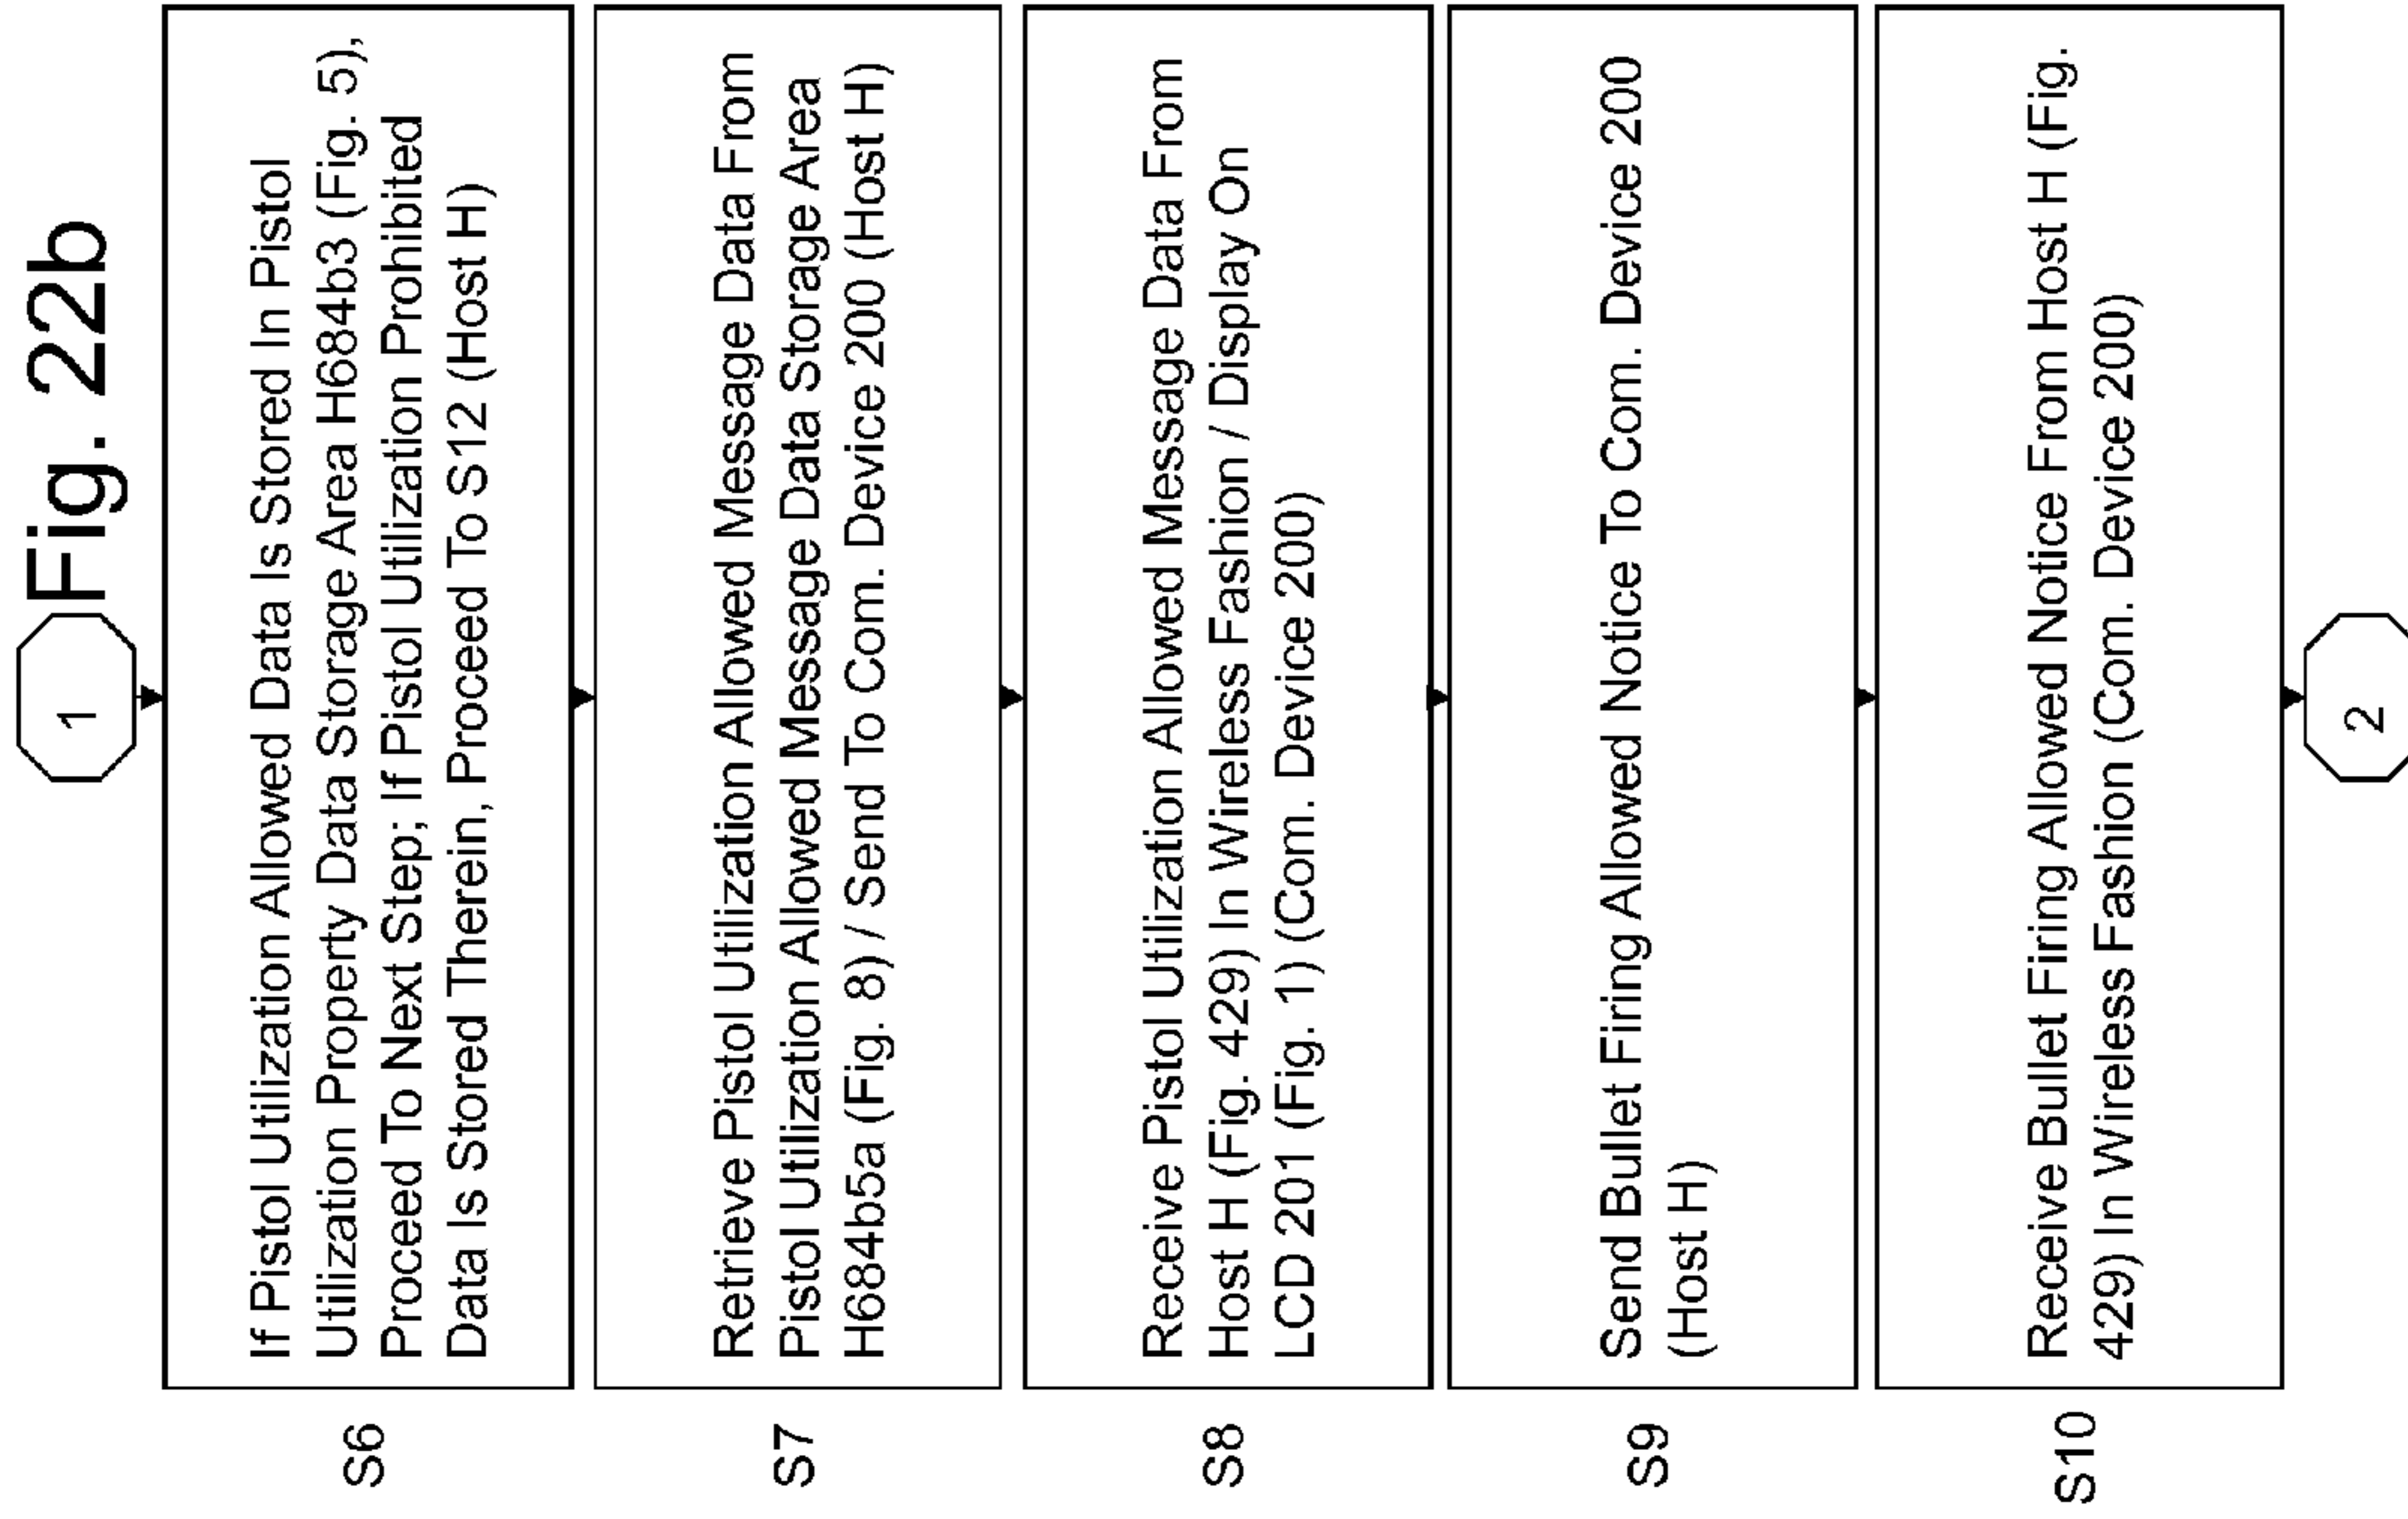 Fig. 22b
1
S6
If Pistol Utilization Allowed Data Is Stored In Pistol
Utilization Property Data Storage Area H684b3 (Fig. 5),
Proceed To Next Step; If Pistol Utilization Prohibited
Data Is Stored Therein, Proceed To S12 (Host H)
S7
Retrieve Pistol Utilization Allowed Message Data From
Pistol Utilization Allowed Message Data Storage Area
H684b5a (Fig. 8) / Send To Com. Device 200 (Host H)
S8
Receive Pistol Utilization Allowed Message Data From
Host H (Fig. 429) In Wireless Fashion / Display On
LCD 201 (Fig. 1) (Com. Device 200)
S9
Send Bullet Firing Allowed Notice To Com. Device 200
(Host H)
S10
Receive Bullet Firing Allowed Notice From Host H (Fig.
429) In Wireless Fashion (Com. Device 200)
2